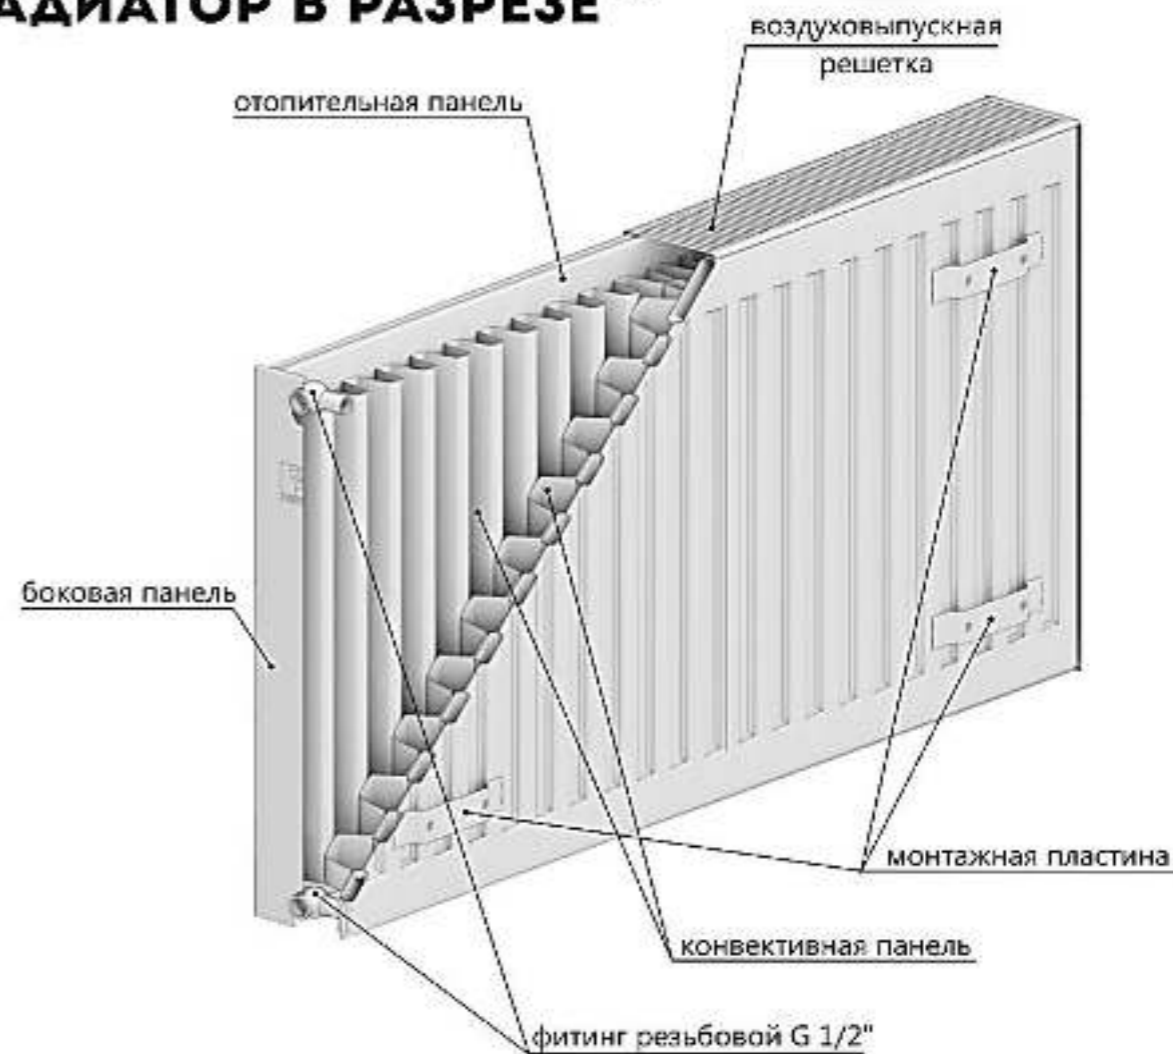 АДИАТОР В РАЗРЕЗЕ
воздуховыпускная
решетка
отопительная панель
боковая панель
монтажная пластина
конвективная панель
фитинг резьбовой G 1/2"